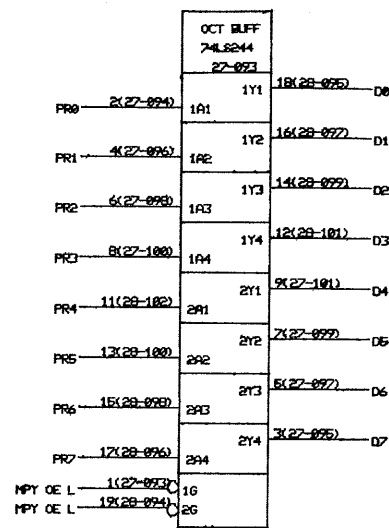 OCT BUFF
74LS244
27-093
1Y1 18(28-095) D0
PR0 2(27-094) 1A1
1Y2 16(28-097) D1
PR1 4(27-096) 1A2
1Y3 14(28-099) D2
PR2 6(27-098) 1A3
1Y4 12(28-101) D3
PR3 8(27-100) 1A4
2Y1 9(27-101) D4
PR4 11(28-102) 2A1
2Y2 7(27-099) D5
PR5 13(28-100) 2A2
2Y3 5(27-097) D6
PR6 15(28-098) 2A3
2Y4 3(27-095) D7
PR7 17(28-096) 2A4
MPY OE L 1(27-093) 1G
MPY OE L 19(28-094) 2G